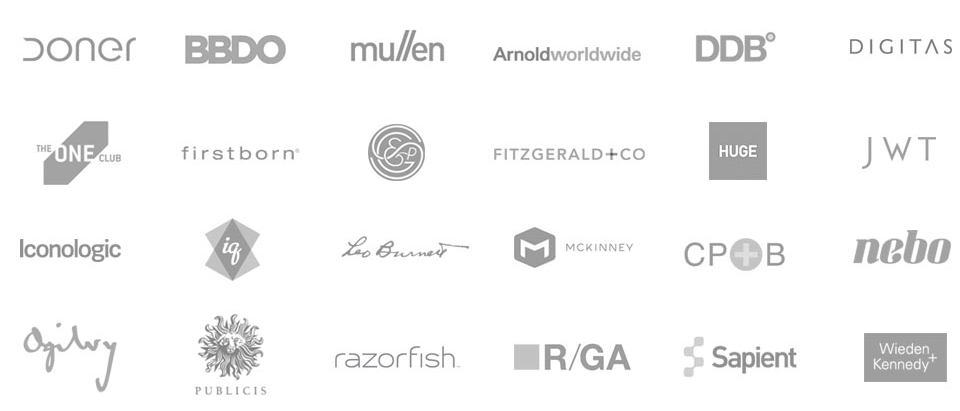 Doner
BBDO
mullen
Arnoldworldwide
DDB°
DIGITAS
THE ONE CLUB
firstborn®
FITZGERALD+CO
HUGE
JWT
Iconologic
iq
Leo Burnett
MCKINNEY
CP+B
nebo
Ogilvy
PUBLICIS
razorfish
R/GA
Sapient
Wieden
Kennedy+